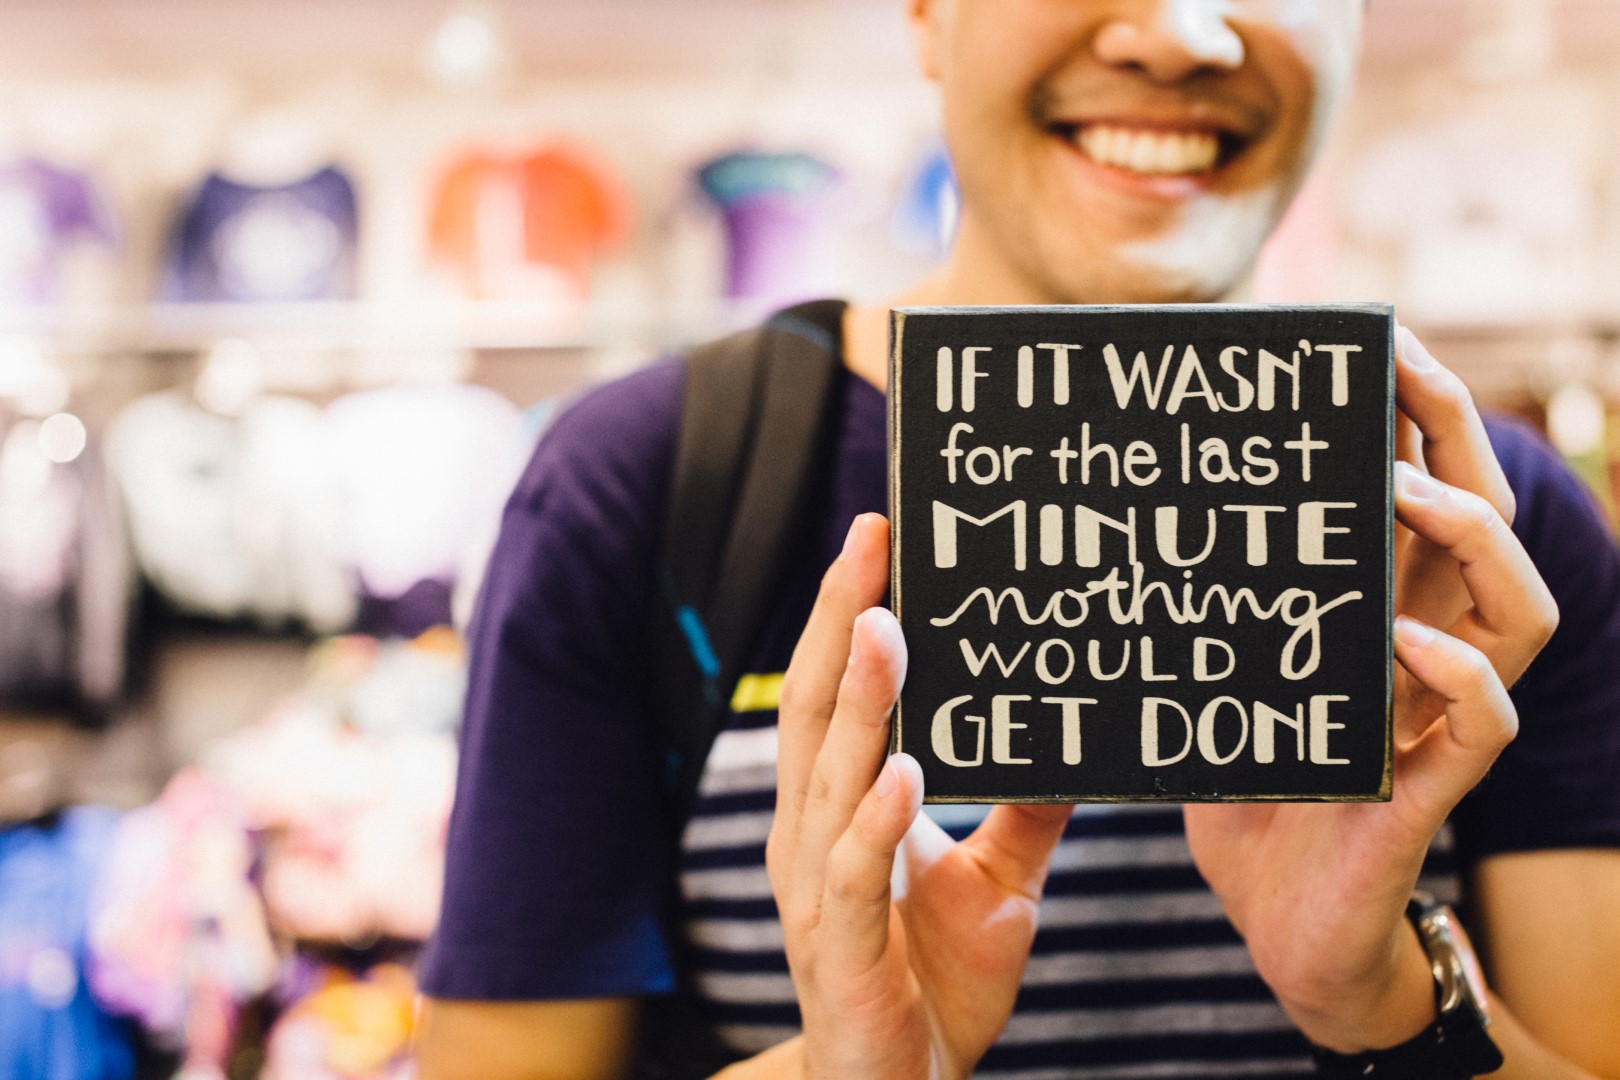 IF IT WASN'T
for the last
MINUTE
nothing
WOULD
GET DONE